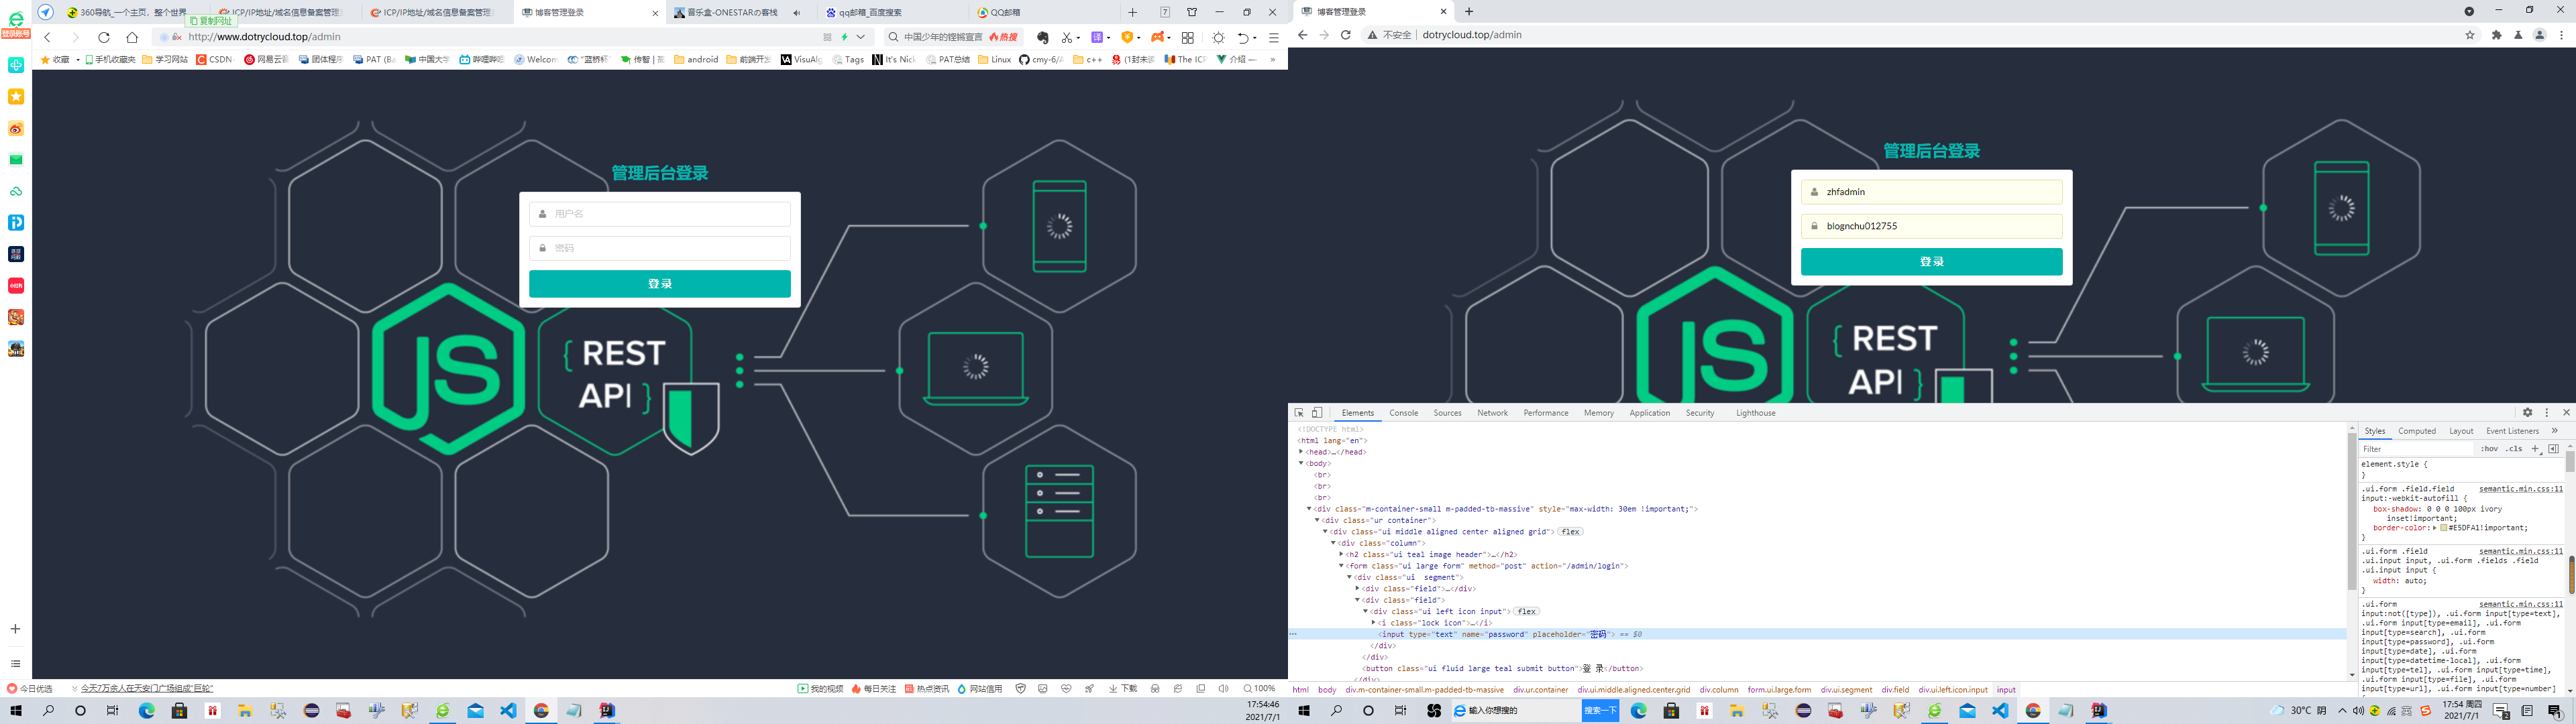 360导航_一个主页，整个世界
ICP/IP地址/域名信息备案管理
ICP/IP地址/域名信息备案管理
博客管理登录
音乐盒-ONESTARの客栈
qq邮箱_百度搜索
QQ邮箱
7
复制网址
登录账号
http://www.dotrycloud.top/admin
中国少年的铿锵宣言
热搜
收藏
手机收藏夹
学习网站
CSDN
网易云音
团体程序
PAT (Ba
中国大学
哔哩哔哩
Welcom
"蓝桥杯"
传智 |
android
前端开发
VisuAlg
Tags
It's Nick
PAT总结
Linux
cmy-6/A
c++
(1封未读
The ICP
介绍 —
管理后台登录
用户名
密码
登 录
JS
{ REST
API }
今日优选
今天7万余人在天安门广场组成"巨轮"
我的视频
每日关注
热点资讯
网站信用
下载
100%
17:54:46
2021/7/1
博客管理登录
不安全
dotrycloud.top/admin
管理后台登录
zhfadmin
blognchu012755
登 录
JS
{ REST
API }
Elements
Console
Sources
Network
Performance
Memory
Application
Security
Lighthouse
<!DOCTYPE html>
<html lang="en">
<head>…</head>
<body>
<br>
<br>
<br>
<div class="m-container-small m-padded-tb-massive" style="max-width: 30em !important;">
<div class="ur container">
<div class="ui middle aligned center aligned grid"> flex
<div class="column">
<h2 class="ui teal image header">…</h2>
<form class="ui large form" method="post" action="/admin/login">
<div class="ui  segment">
<div class="field">…</div>
<div class="field">
<div class="ui left icon input"> flex
<i class="lock icon">…</i>
<input type="text" name="password" placeholder="密码"> == $0
</div>
</div>
<button class="ui fluid large teal submit button">登 录</button>
</div>
html
body
div.m-container-small.m-padded-tb-massive
div.ur.container
div.ui.middle.aligned.center.aligned.grid
div.column
form.ui.large.form
div.ui.segment
div.field
div.ui.left.icon.input
input
Styles
Computed
Layout
Event Listeners
Filter
:hov
.cls
element.style {
}
.ui.form .field.field semantic.min.css:11
input:-webkit-autofill {
box-shadow: 0 0 0 100px ivory
inset!important;
border-color: #E5DFA1!important;
}
.ui.form .field semantic.min.css:11
.ui.input input, .ui.form .fields .field
.ui.input input {
width: auto;
}
.ui.form semantic.min.css:11
input:not([type]), .ui.form input[type=text],
.ui.form input[type=email], .ui.form
input[type=search], .ui.form
input[type=password], .ui.form
input[type=date], .ui.form
input[type=datetime-local], .ui.form
input[type=tel], .ui.form input[type=time],
.ui.form input[type=file], .ui.form
input[type=url], .ui.form input[type=number]
输入你想搜的
搜索一下
30°C 阴
17:54 周四
2021/7/1